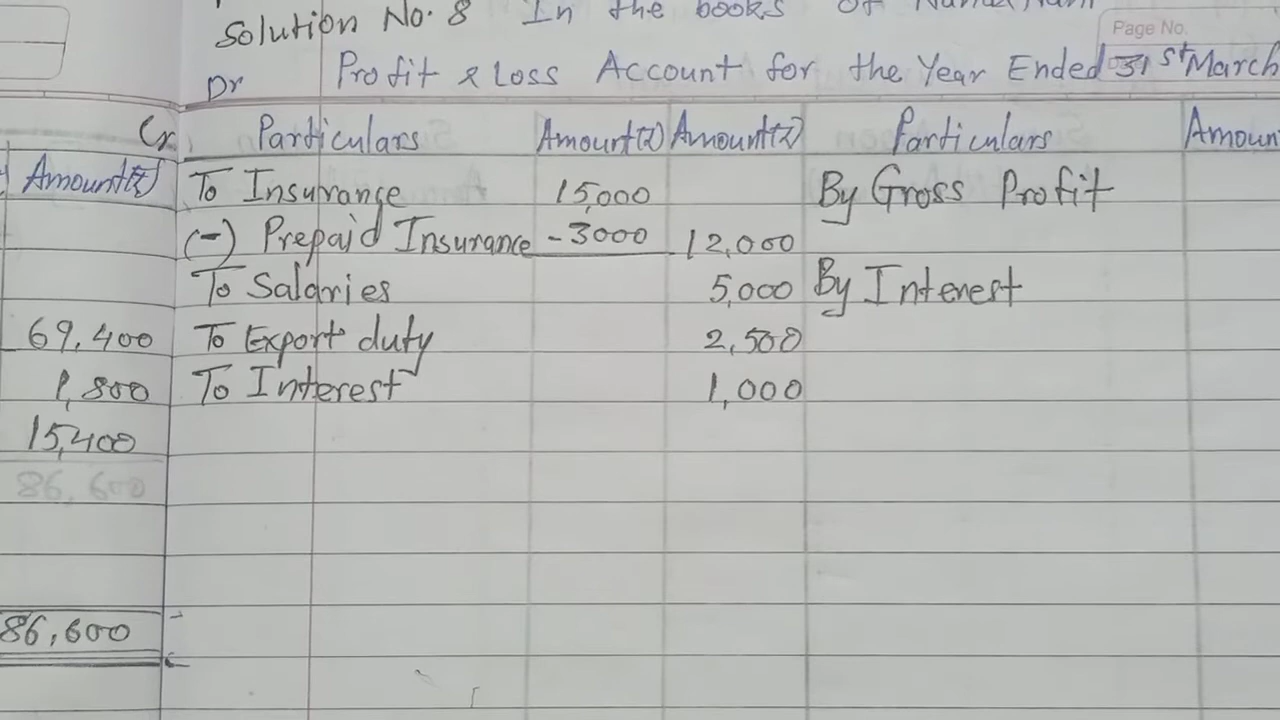 Solution No. 8 In the books of
Page No.
Dr Profit & Loss Account for the Year Ended 31st March
Cr. Particulars Amount(₹) Amount(₹) Particulars Amoun
Amount(₹) To Insurance 15,000 By Gross Profit
(-) Prepaid Insurance -3000 12,000
To Salaries 5,000 By Interest
69,400 To Export duty 2,500
1,800 To Interest 1,000
15,400
86,600
86,600